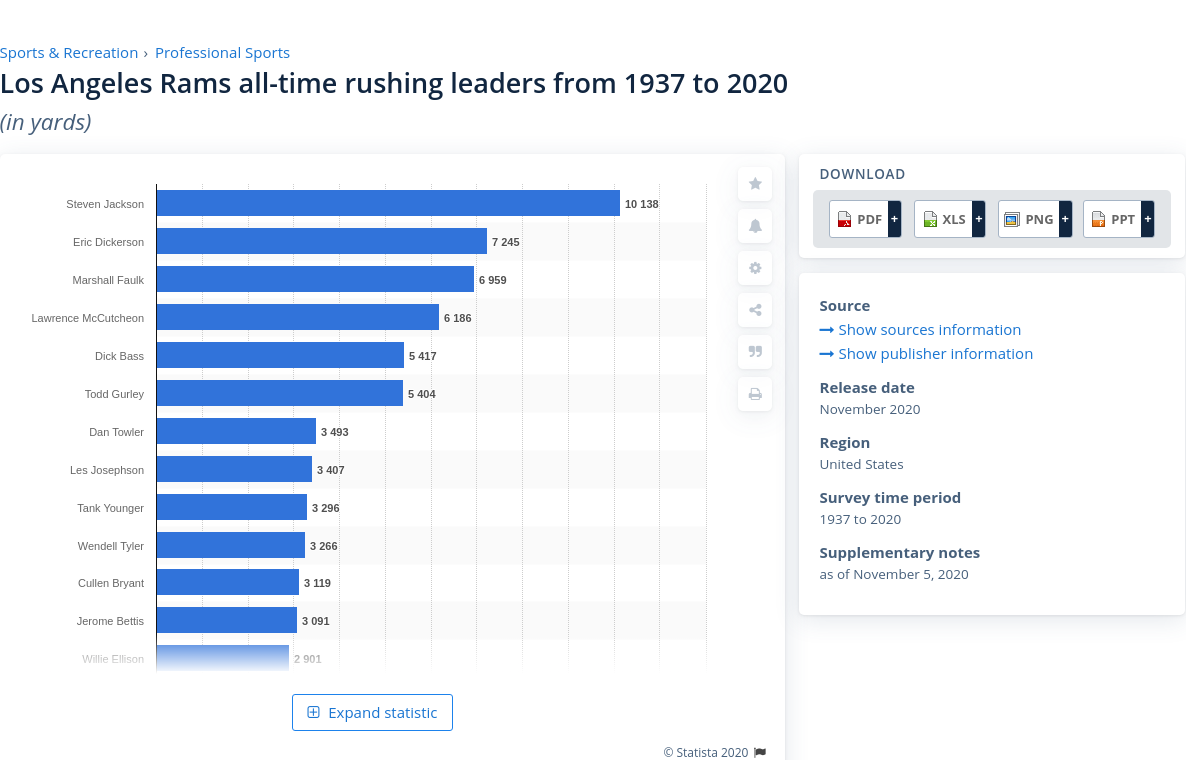 Sports & Recreation › Professional Sports
Los Angeles Rams all-time rushing leaders from 1937 to 2020
(in yards)
Steven Jackson 10 138
Eric Dickerson 7 245
Marshall Faulk 6 959
Lawrence McCutcheon 6 186
Dick Bass 5 417
Todd Gurley 5 404
Dan Towler 3 493
Les Josephson 3 407
Tank Younger 3 296
Wendell Tyler 3 266
Cullen Bryant 3 119
Jerome Bettis 3 091
Willie Ellison 2 901
Expand statistic
© Statista 2020
DOWNLOAD
PDF + XLS + PNG + PPT +
Source
Show sources information
Show publisher information
Release date
November 2020
Region
United States
Survey time period
1937 to 2020
Supplementary notes
as of November 5, 2020